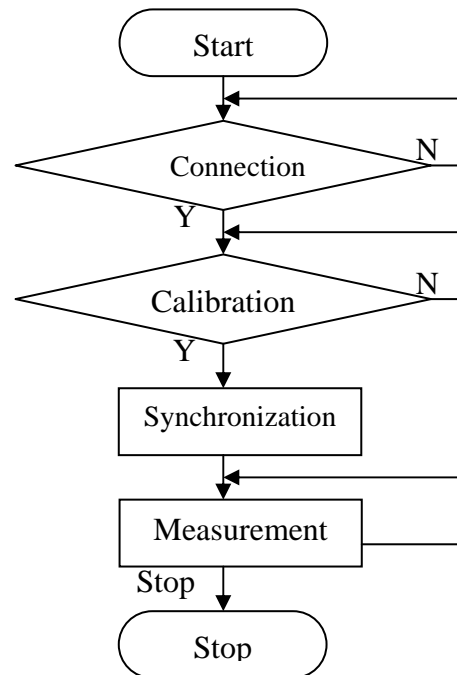 Start
Connection
N
Y
Calibration
N
Y
Synchronization
Measurement
Stop
Stop